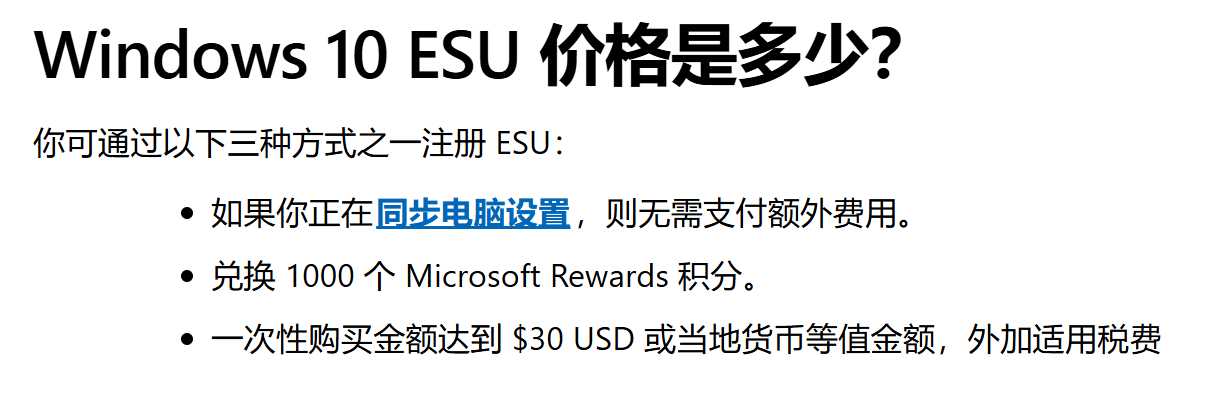 Windows 10 ESU 价格是多少?
你可通过以下三种方式之一注册 ESU：
• 如果你正在同步电脑设置，则无需支付额外费用。
• 兑换 1000 个 Microsoft Rewards 积分。
• 一次性购买金额达到 $30 USD 或当地货币等值金额，外加适用税费